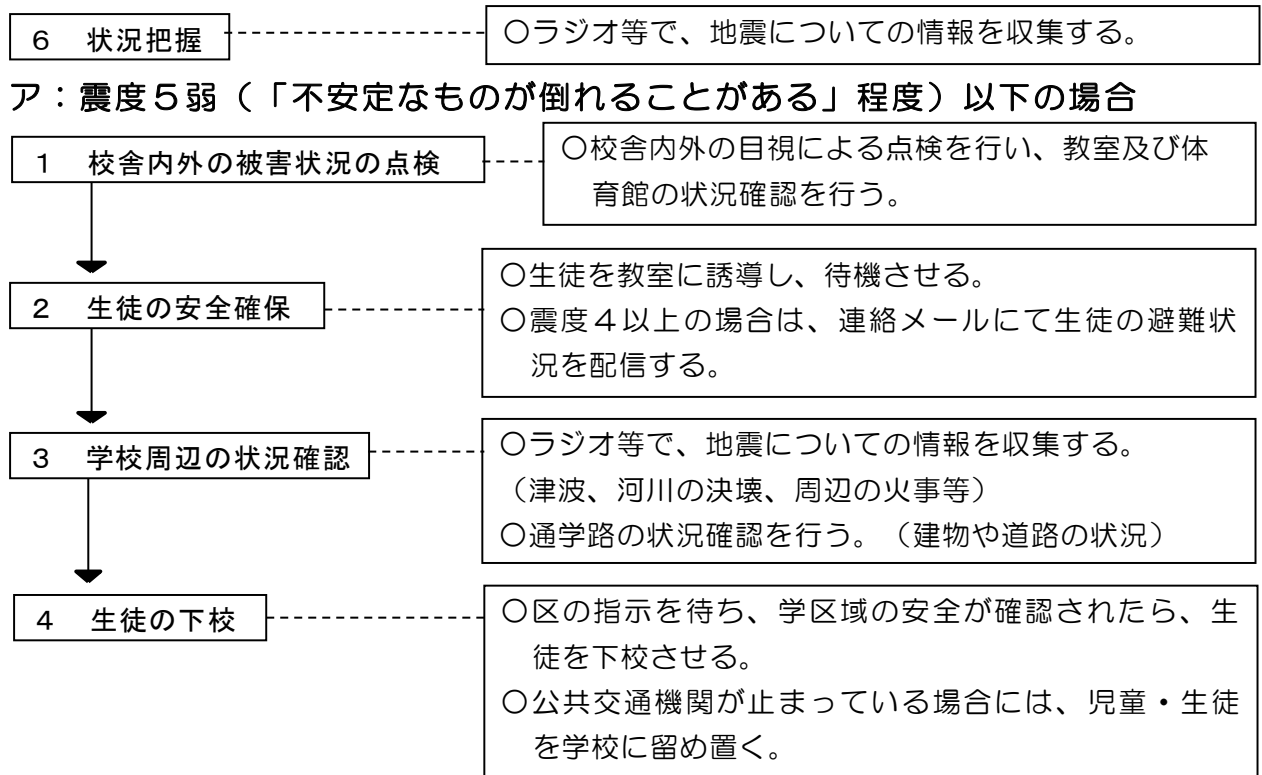 ６　状況把握
〇ラジオ等で、地震についての情報を収集する。
ア：震度５弱（「不安定なものが倒れることがある」程度）以下の場合
１　校舎内外の被害状況の点検
〇校舎内外の目視による点検を行い、教室及び体
育館の状況確認を行う。
２　生徒の安全確保
〇生徒を教室に誘導し、待機させる。
〇震度４以上の場合は、連絡メールにて生徒の避難状
況を配信する。
３　学校周辺の状況確認
〇ラジオ等で、地震についての情報を収集する。
（津波、河川の決壊、周辺の火事等）
〇通学路の状況確認を行う。（建物や道路の状況）
４　生徒の下校
〇区の指示を待ち、学区域の安全が確認されたら、生
徒を下校させる。
〇公共交通機関が止まっている場合には、児童・生徒
を学校に留め置く。